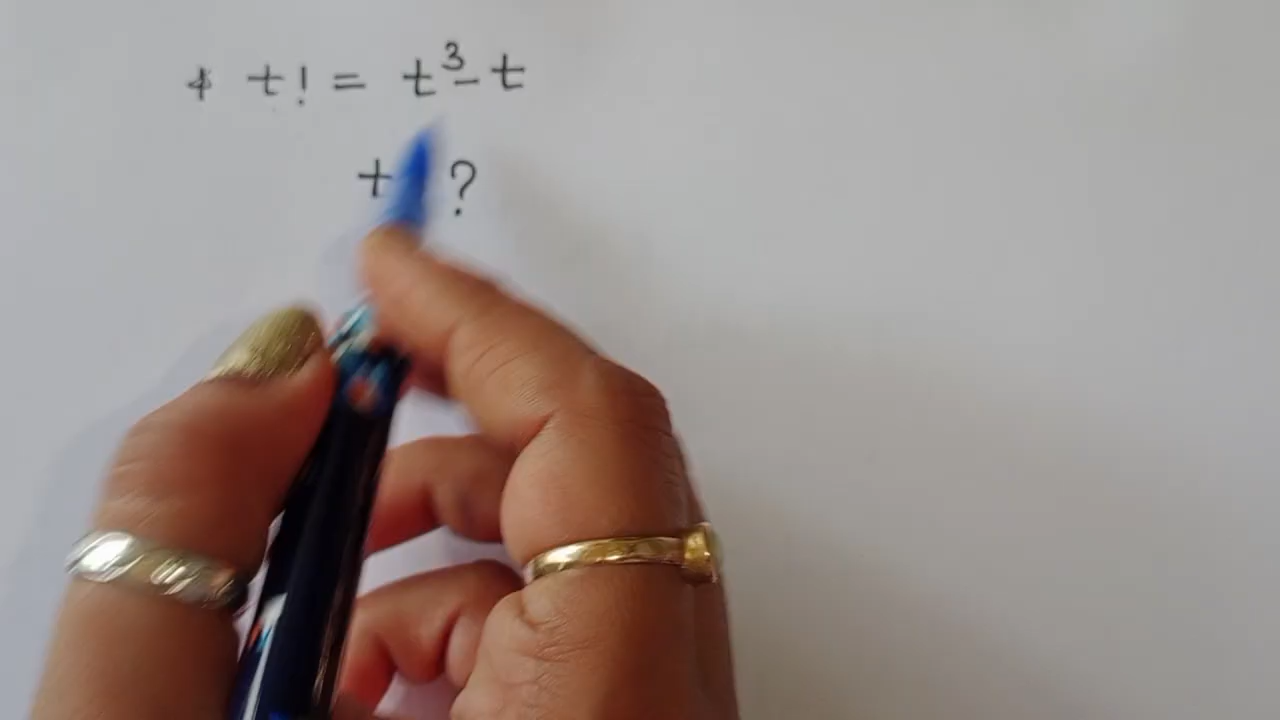 * t! = t³ - t
t ?